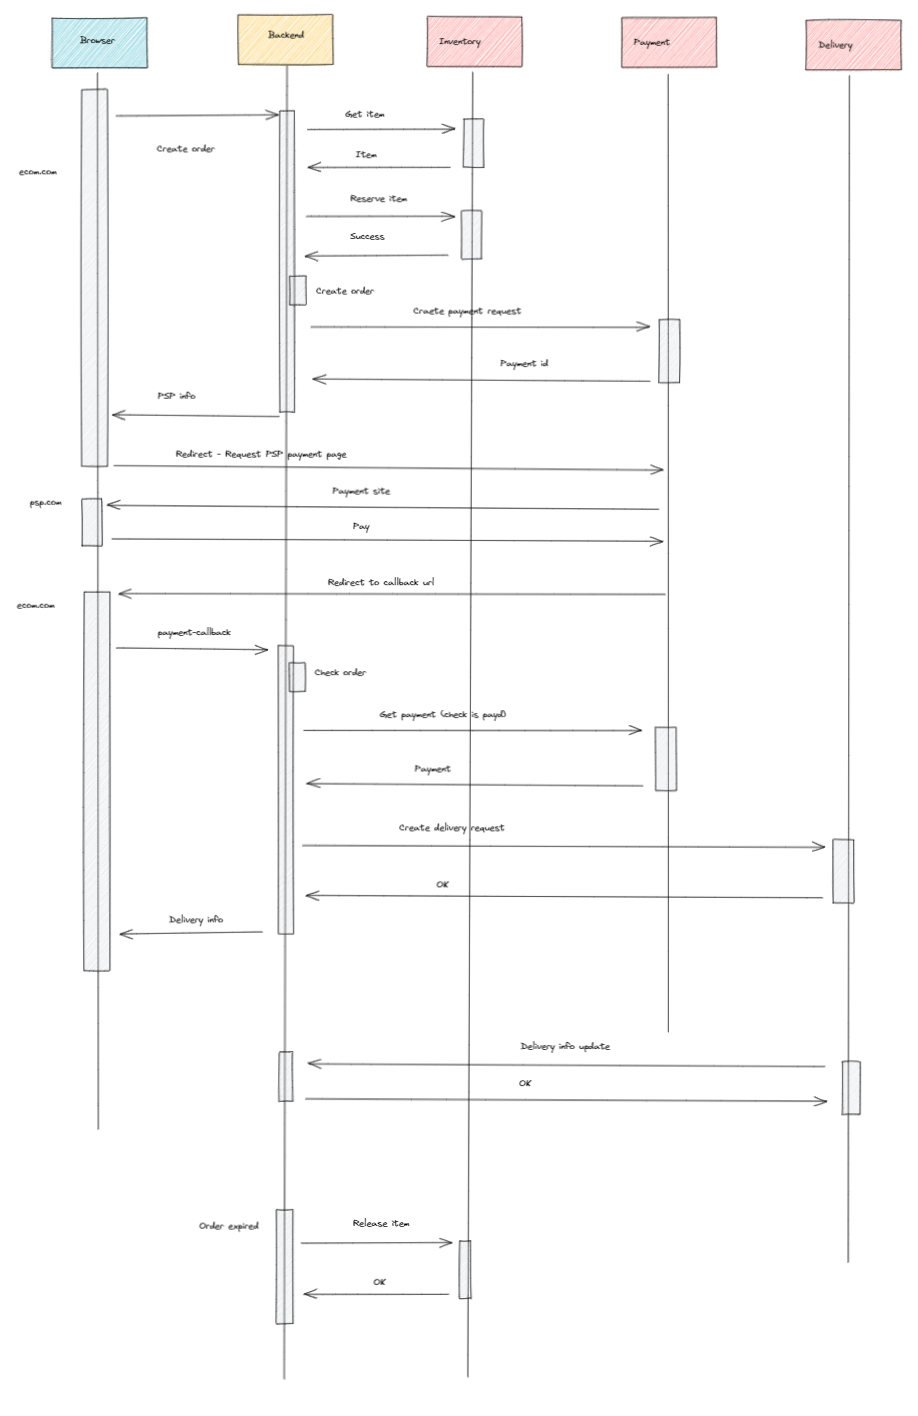 Browser
Backend
Inventory
Payment
Delivery
Get item
Create order
Item
ecom.com
Reserve item
Success
Create order
Craete payment request
Payment id
PSP info
Redirect - Request PSP payment page
Payment site
psp.com
Pay
Redirect to callback url
ecom.com
payment-callback
Check order
Get payment (check is payd)
Payment
Create delivery request
OK
Delivery info
Delivery info update
OK
Order expired
Release item
OK